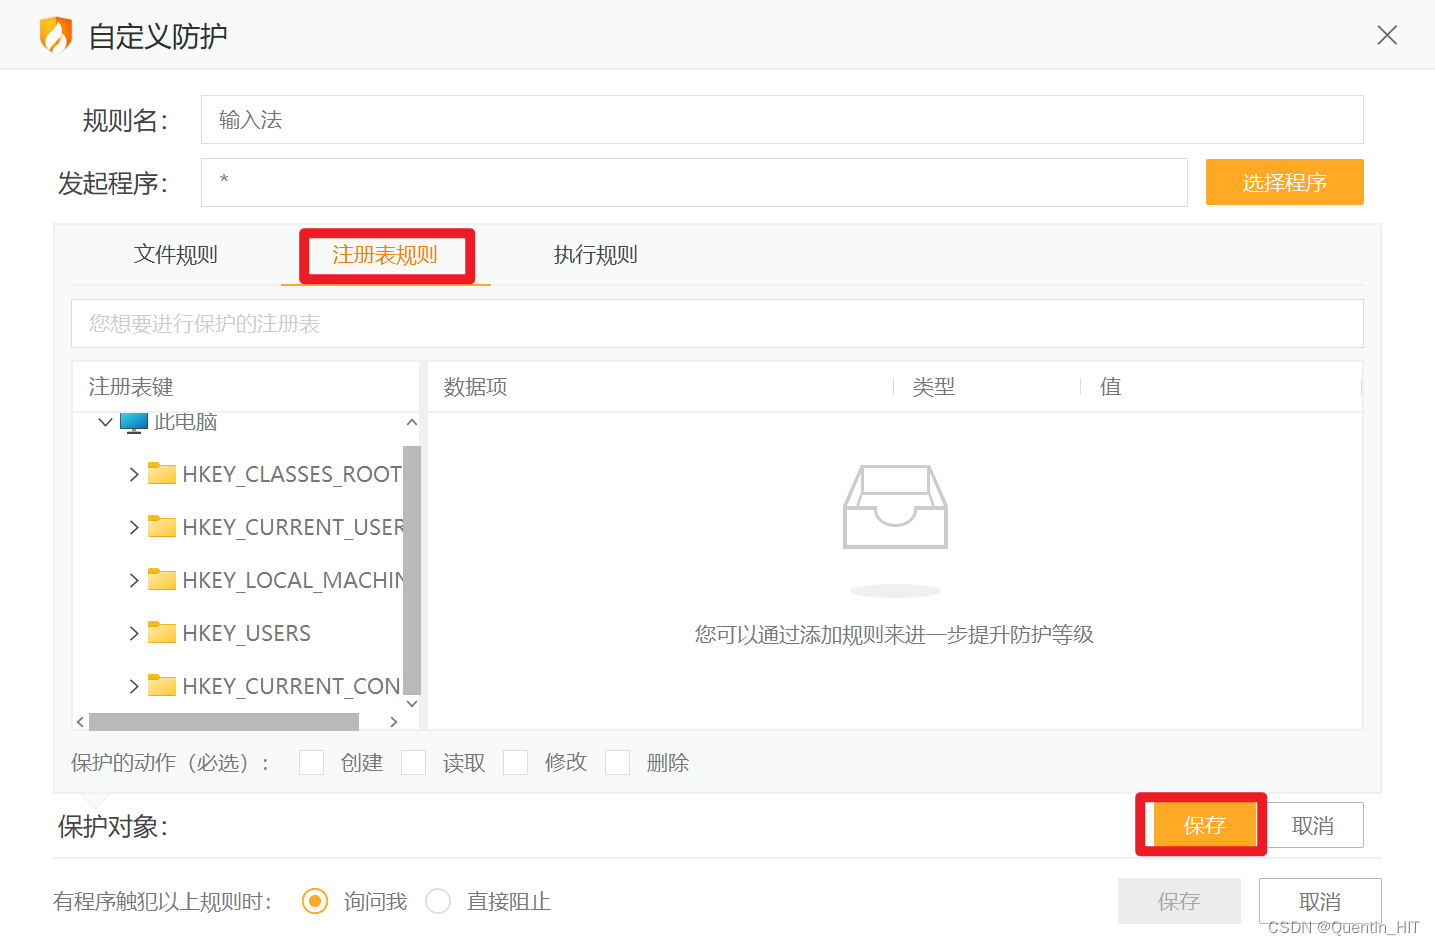 自定义防护
规则名：
输入法
发起程序：
*
选择程序
文件规则
注册表规则
执行规则
您想要进行保护的注册表
注册表键
数据项
类型
值
此电脑
HKEY_CLASSES_ROOT
HKEY_CURRENT_USER
HKEY_LOCAL_MACHIN
HKEY_USERS
HKEY_CURRENT_CON
您可以通过添加规则来进一步提升防护等级
保护的动作（必选）： 创建 读取 修改 删除
保护对象：
保存
取消
有程序触犯以上规则时： 询问我 直接阻止
保存
取消
CSDN @Quentin_HIT